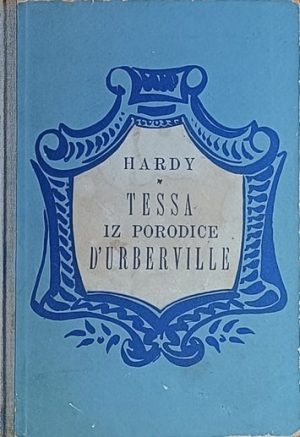 HARDY
TESSA
IZ PORODICE
D'URBERVILLE